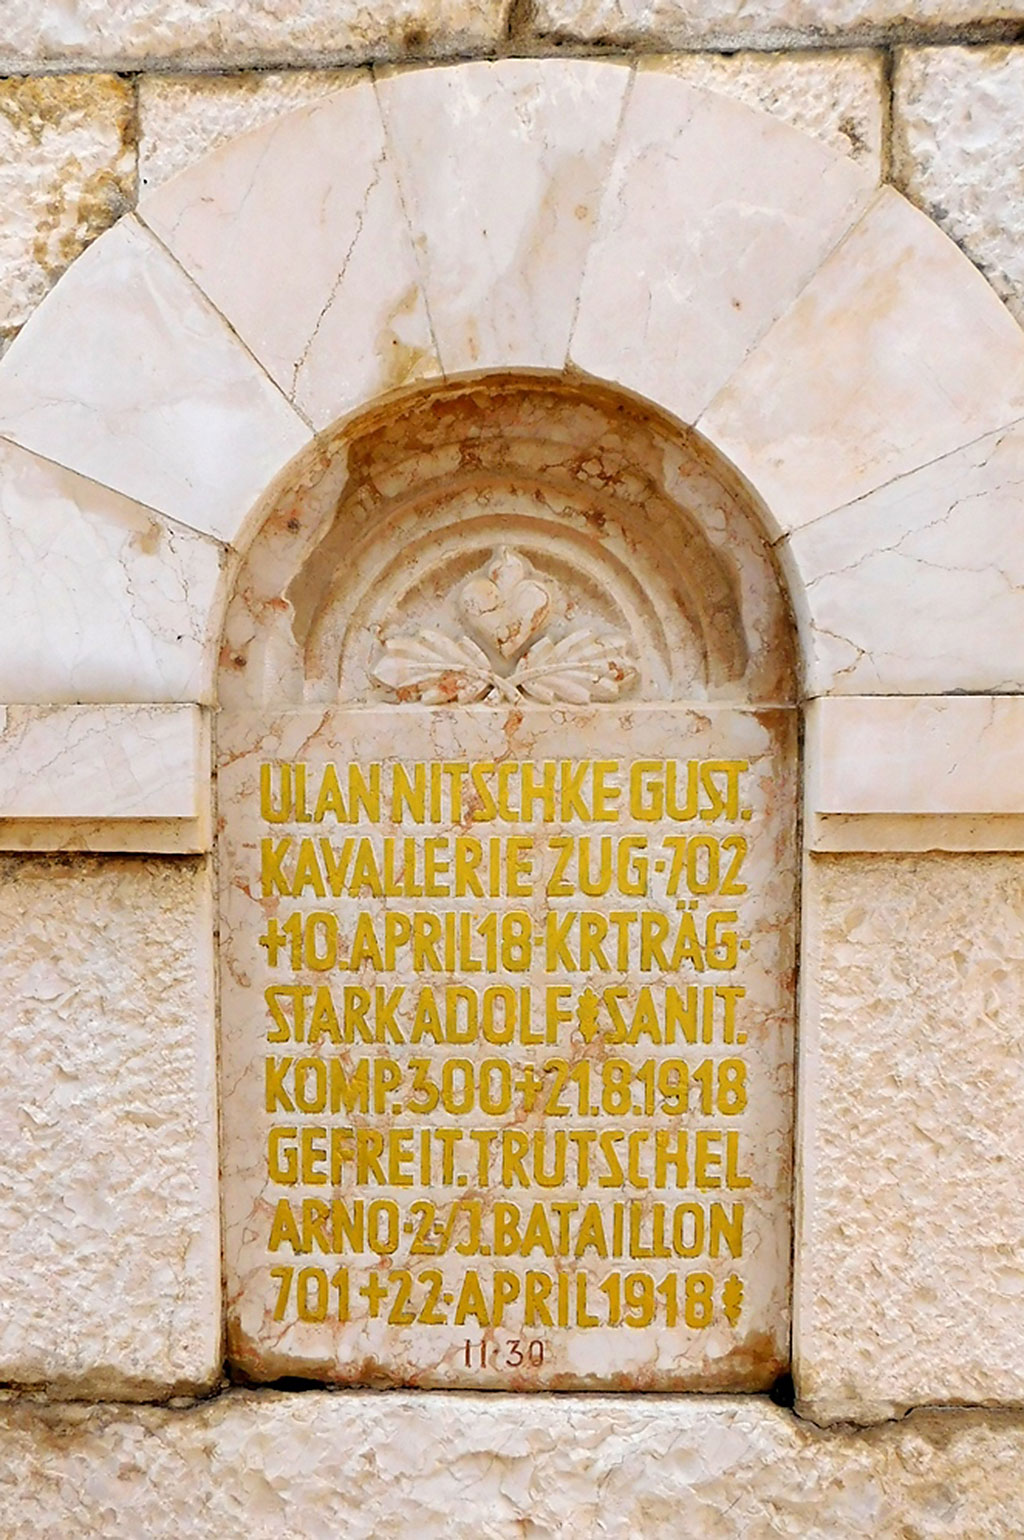 ULAN NITSCHKE GUST.
KAVALLERIE ZUG·702
+10.APRIL18·KRTRÄG·
STARK ADOLF SANIT.
KOMP.300+21.8.1918
GEFREIT.TRUTSCHEL
ARNO·2·/J.BATAILLON
701+22·APRIL1918
11·30